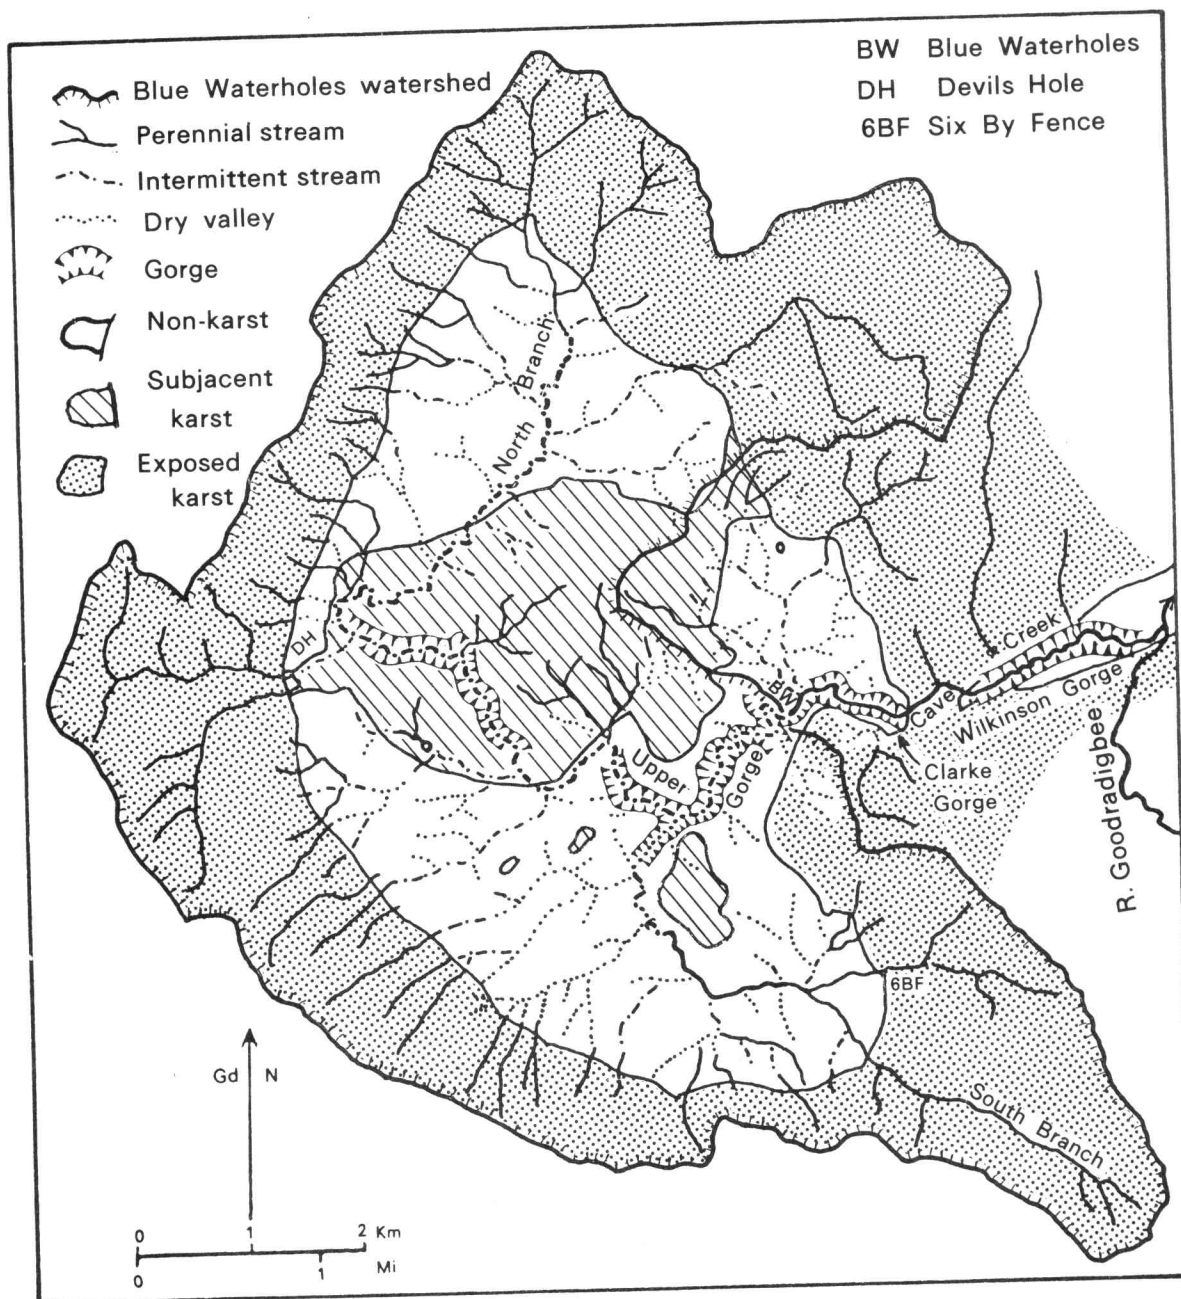 Blue Waterholes watershed
Perennial stream
Intermittent stream
Dry valley
Gorge
Non-karst
Subjacent
karst
Exposed
karst
BW Blue Waterholes
DH Devils Hole
6BF Six By Fence
North Branch
DH
BW
Cave Creek
Wilkinson Gorge
Clarke
Gorge
Upper Gorge
R. Goodradigbee
6BF
South Branch
Gd N
0 1 2 Km
0 1 Mi